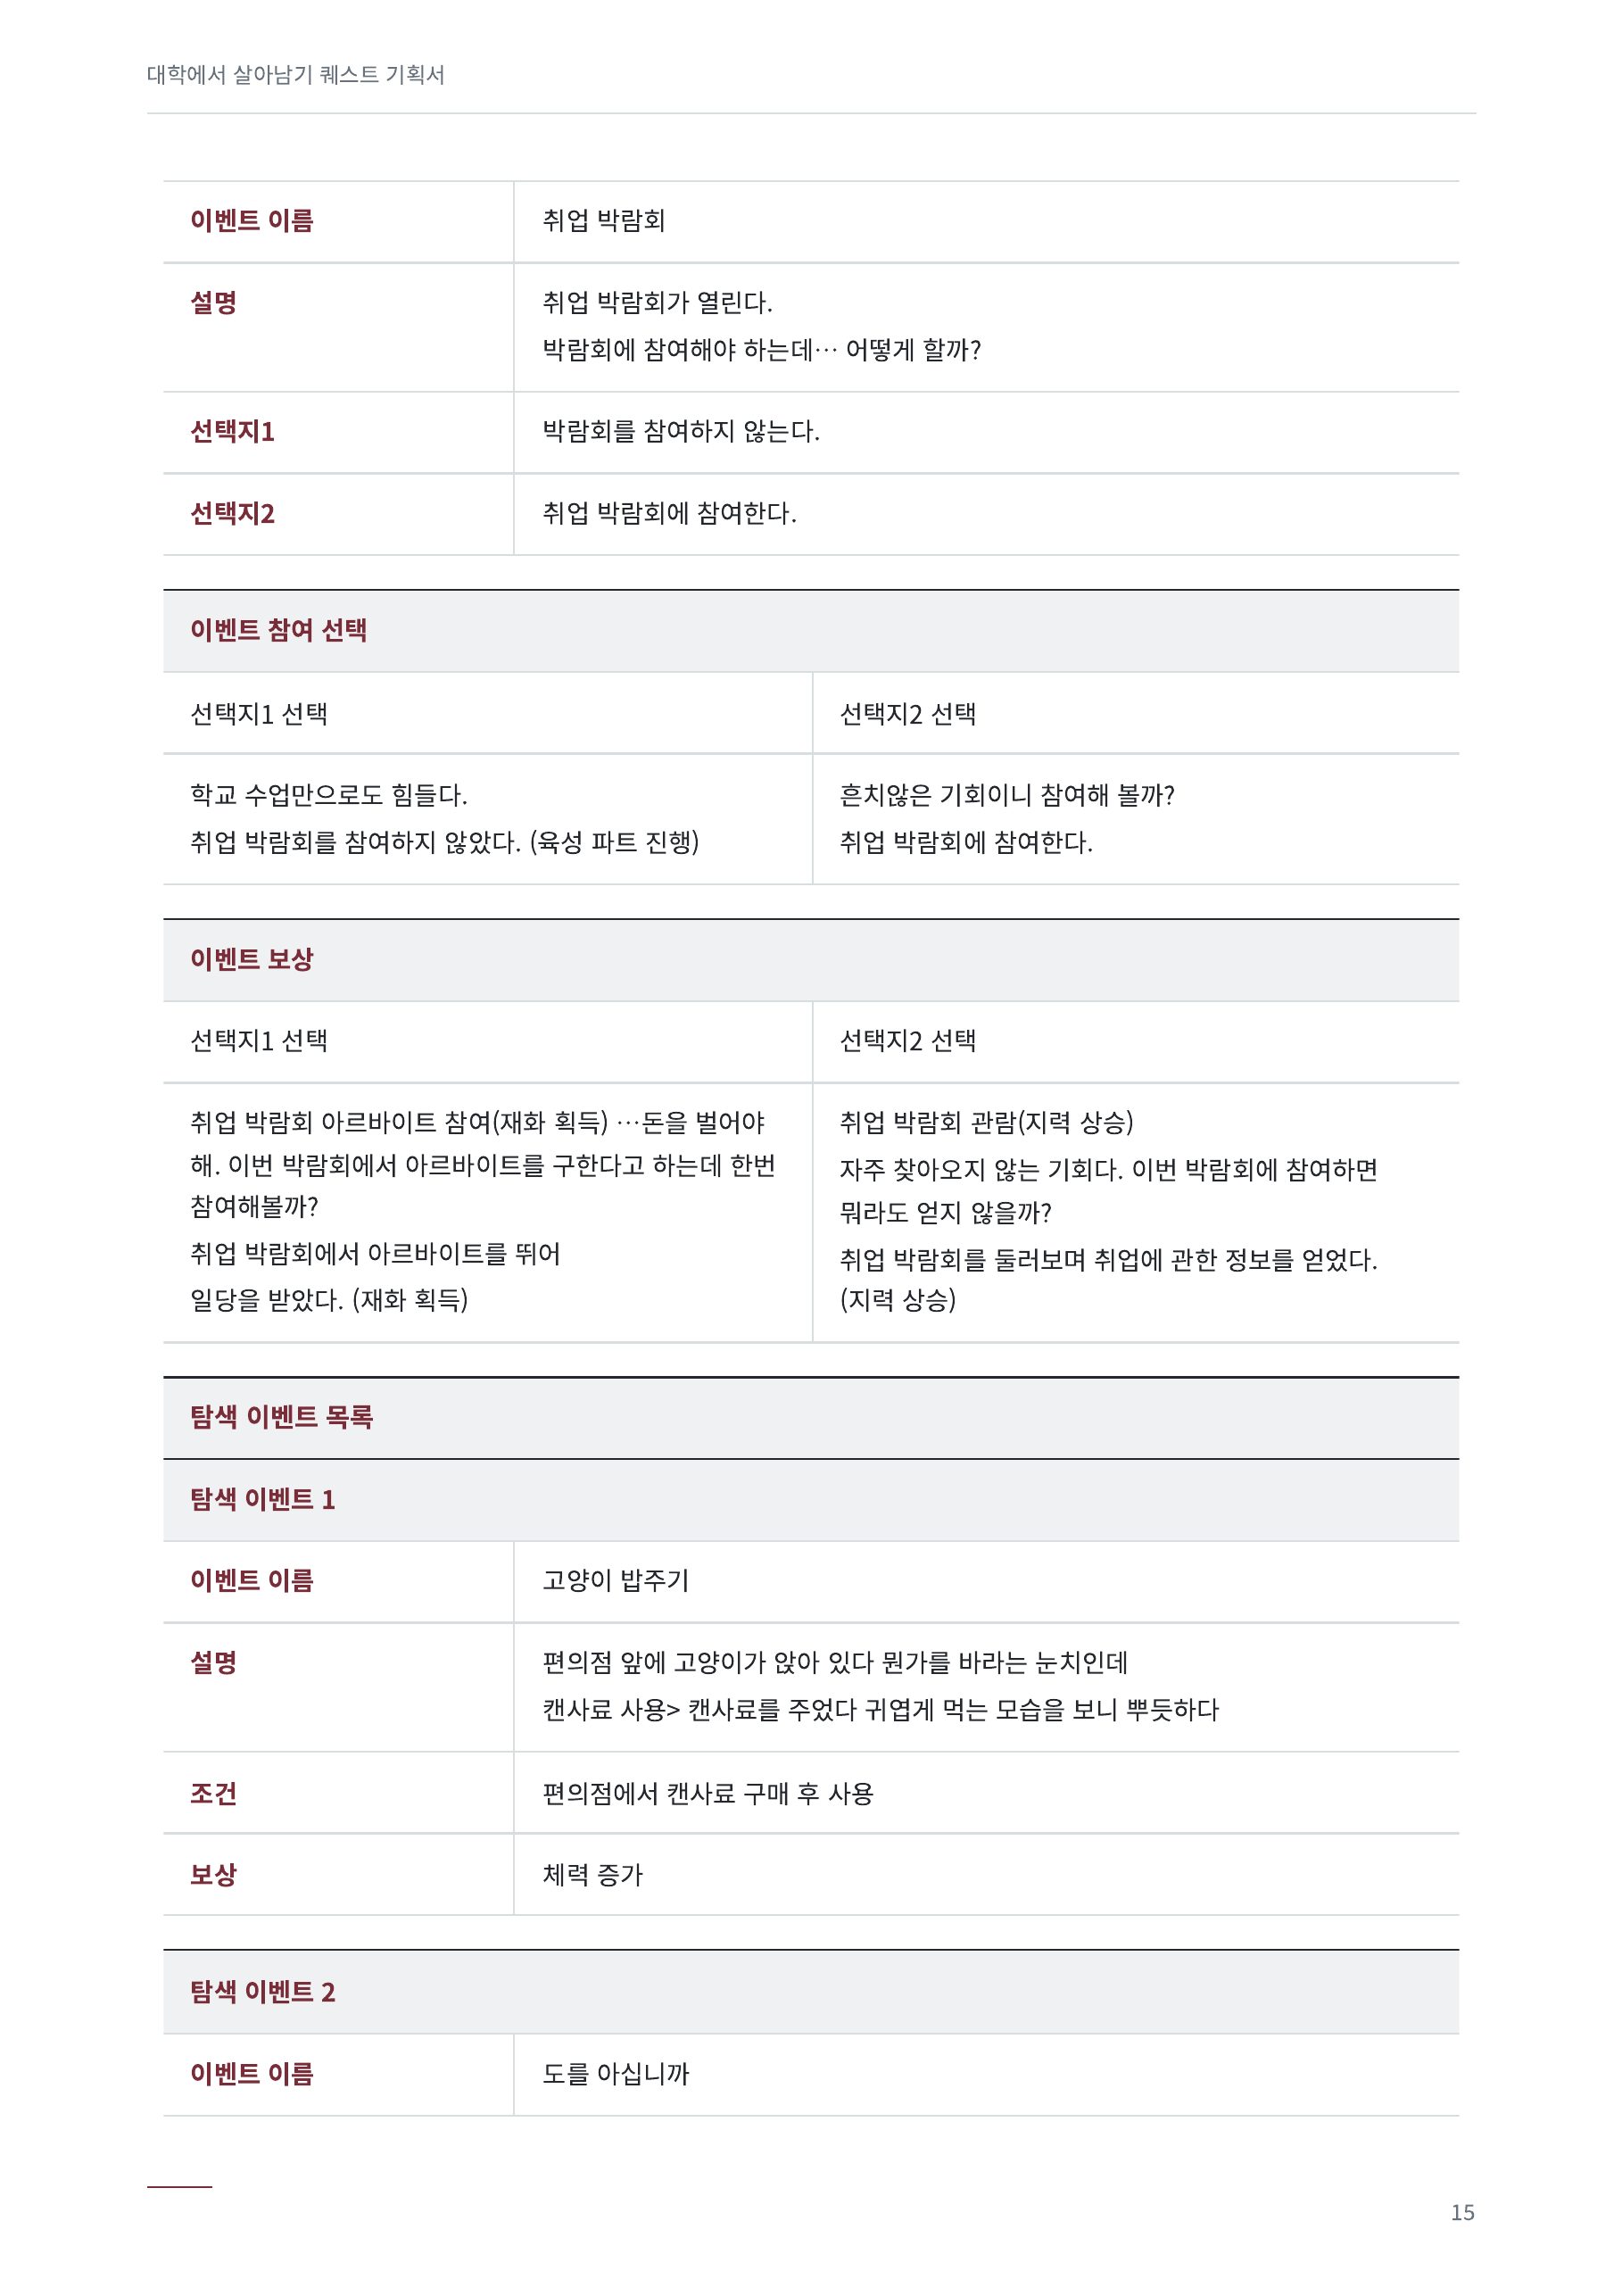 대학에서 살아남기 퀘스트 기획서
이벤트 이름 취업 박람회
설명 취업 박람회가 열린다.
박람회에 참여해야 하는데… 어떻게 할까?
선택지1 박람회를 참여하지 않는다.
선택지2 취업 박람회에 참여한다.
이벤트 참여 선택
선택지1 선택 선택지2 선택
학교 수업만으로도 힘들다.
취업 박람회를 참여하지 않았다. (육성 파트 진행)
흔치않은 기회이니 참여해 볼까?
취업 박람회에 참여한다.
이벤트 보상
선택지1 선택 선택지2 선택
취업 박람회 아르바이트 참여(재화 획득) …돈을 벌어야
해. 이번 박람회에서 아르바이트를 구한다고 하는데 한번
참여해볼까?
취업 박람회에서 아르바이트를 뛰어
일당을 받았다. (재화 획득)
취업 박람회 관람(지력 상승)
자주 찾아오지 않는 기회다. 이번 박람회에 참여하면
뭐라도 얻지 않을까?
취업 박람회를 둘러보며 취업에 관한 정보를 얻었다.
(지력 상승)
탐색 이벤트 목록
탐색 이벤트 1
이벤트 이름 고양이 밥주기
설명 편의점 앞에 고양이가 앉아 있다 뭔가를 바라는 눈치인데
캔사료 사용> 캔사료를 주었다 귀엽게 먹는 모습을 보니 뿌듯하다
조건 편의점에서 캔사료 구매 후 사용
보상 체력 증가
탐색 이벤트 2
이벤트 이름 도를 아십니까
15